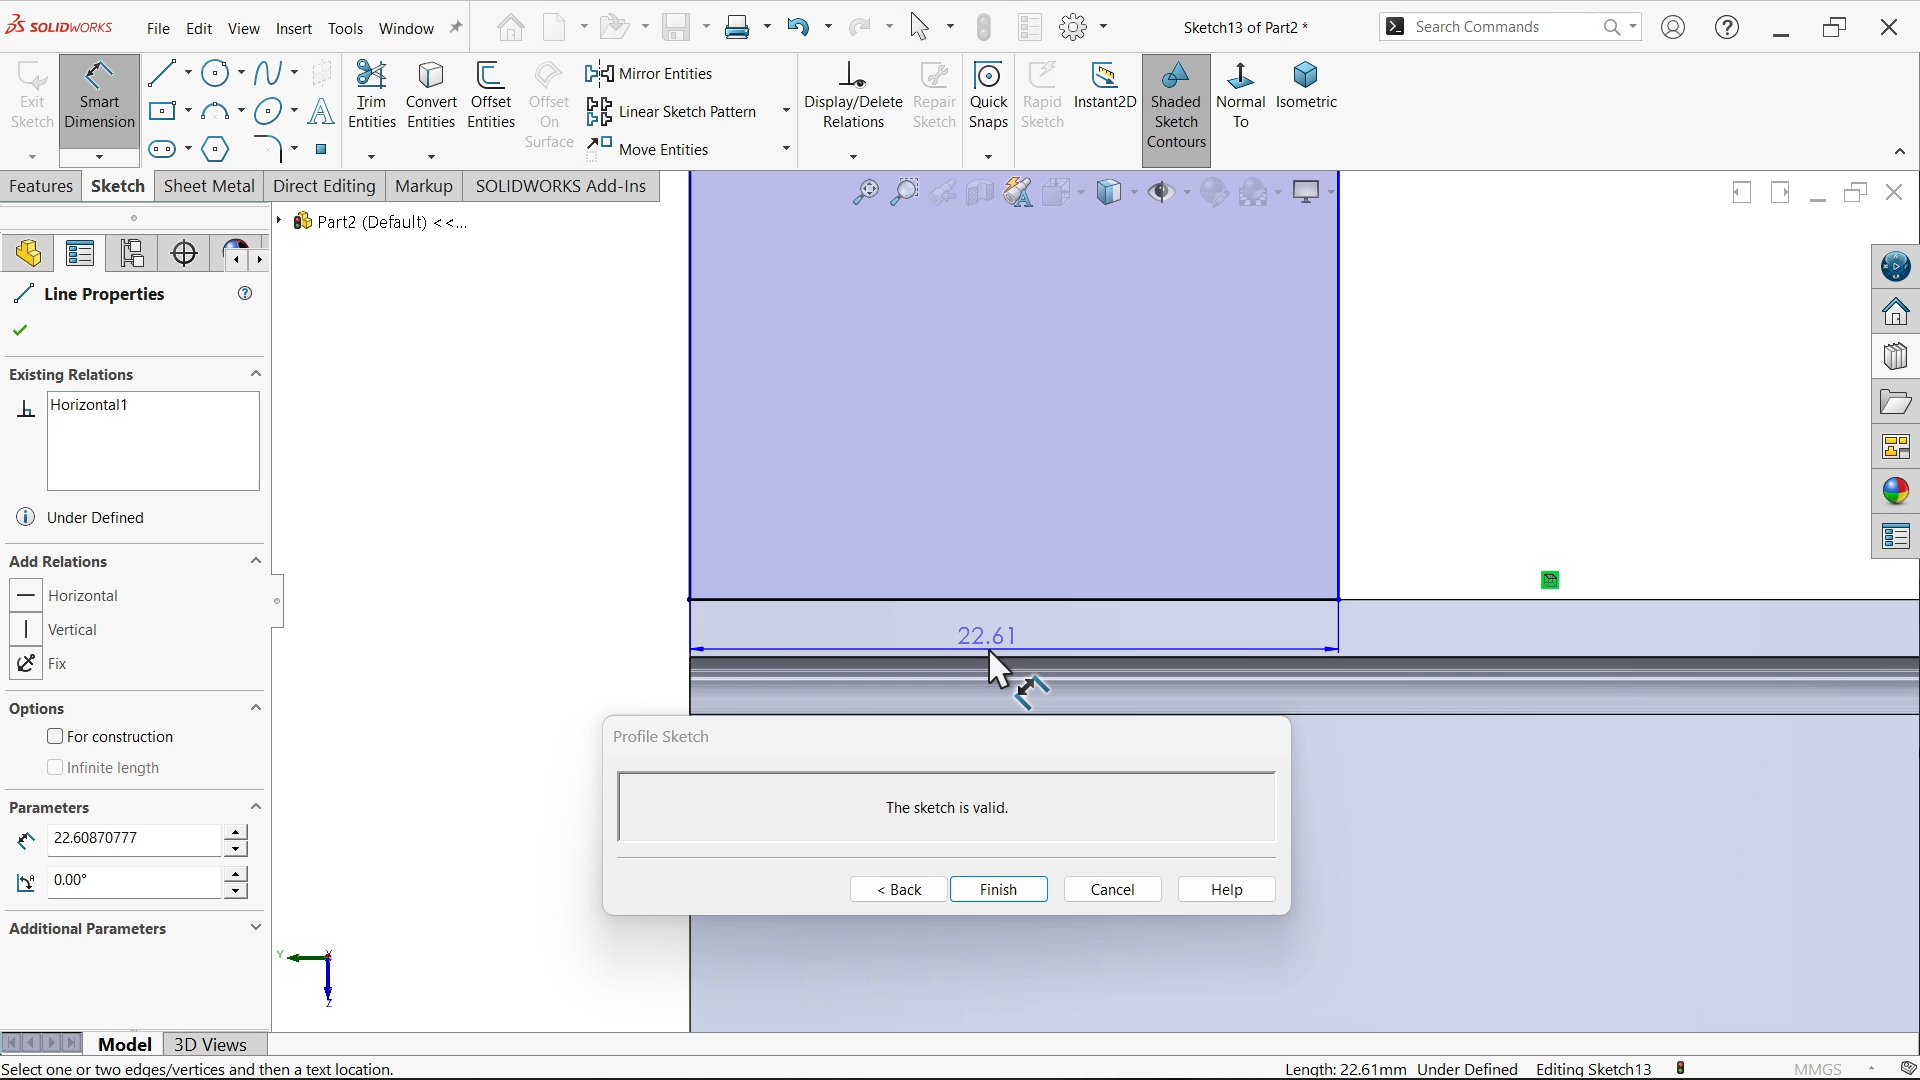 SOLIDWORKS File Edit View Insert Tools Window Sketch13 of Part2 * Search Commands
Exit Sketch
Smart Dimension
Trim Entities
Convert Entities
Offset Entities
Offset On Surface
Mirror Entities
Linear Sketch Pattern
Move Entities
Display/Delete Relations
Repair Sketch
Quick Snaps
Rapid Sketch
Instant2D
Shaded Sketch Contours
Normal To
Isometric
Features Sketch Sheet Metal Direct Editing Markup SOLIDWORKS Add-Ins
Part2 (Default) <<...
Line Properties
Existing Relations
Horizontal1
Under Defined
Add Relations
Horizontal
Vertical
Fix
Options
For construction
Infinite length
Parameters
22.60870777
0.00°
Additional Parameters
22.61
Profile Sketch
The sketch is valid.
< Back Finish Cancel Help
Y X
Z
Model 3D Views
Select one or two edges/vertices and then a text location. Length: 22.61mm Under Defined Editing Sketch13 MMGS